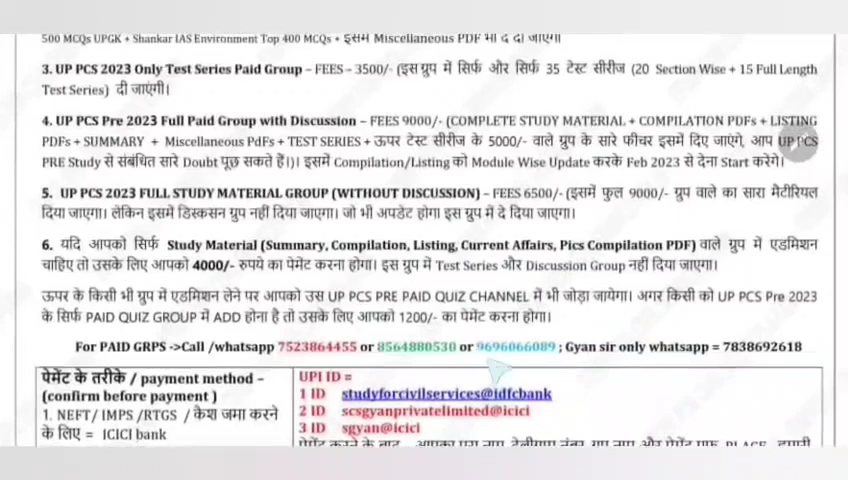 500 MCQs UPGK + Shankar IAS Environment Top 400 MCQs + इसमें Miscellaneous PDF भी दे दी जाएगी
3. UP PCS 2023 Only Test Series Paid Group – FEES – 3500/- (इस ग्रुप में सिर्फ और सिर्फ 35 टेस्ट सीरीज (20 Section Wise + 15 Full Length
Test Series) दी जाएंगी।
4. UP PCS Pre 2023 Full Paid Group with Discussion – FEES 9000/- (COMPLETE STUDY MATERIAL + COMPILATION PDFs + LISTING
PDFs + SUMMARY + Miscellaneous PdFs + TEST SERIES + ऊपर टेस्ट सीरीज के 5000/- वाले ग्रुप के सारे फीचर इसमें दिए जाएंगे, आप UP PCS
PRE Study से संबंधित सारे Doubt पूछ सकते हैं।)। इसमें Compilation/Listing को Module Wise Update करके Feb 2023 से देना Start करेगे।
5. UP PCS 2023 FULL STUDY MATERIAL GROUP (WITHOUT DISCUSSION) – FEES 6500/- (इसमें फुल 9000/- ग्रुप वाले का सारा मैटीरियल
दिया जाएगा। लेकिन इसमें डिस्कसन ग्रुप नहीं दिया जाएगा। जो भी अपडेट होगा इस ग्रुप में दे दिया जाएगा।
6. यदि आपको सिर्फ Study Material (Summary, Compilation, Listing, Current Affairs, Pics Compilation PDF) वाले ग्रुप में एडमिशन
चाहिए तो उसके लिए आपको 4000/- रुपये का पेमेंट करना होगा। इस ग्रुप में Test Series और Discussion Group नहीं दिया जाएगा।
ऊपर के किसी भी ग्रुप में एडमिशन लेने पर आपको उस UP PCS PRE PAID QUIZ CHANNEL में भी जोड़ा जायेगा। अगर किसी को UP PCS Pre 2023
के सिर्फ PAID QUIZ GROUP में ADD होना है तो उसके लिए आपको 1200/- का पेमेंट करना होगा।
For PAID GRPS ->Call /whatsapp 7523864455 or 8564880530 or 9696066089 ; Gyan sir only whatsapp = 7838692618
पेमेंट के तरीके / payment method –
(confirm before payment )
1. NEFT/ IMPS /RTGS / कैश जमा करने
के लिए = ICICI bank
UPI ID =
1 ID studyforcivilservices@idfcbank
2 ID scsgyanprivatelimited@icici
3 ID sgyan@icici
पेमेंट करने के बाद